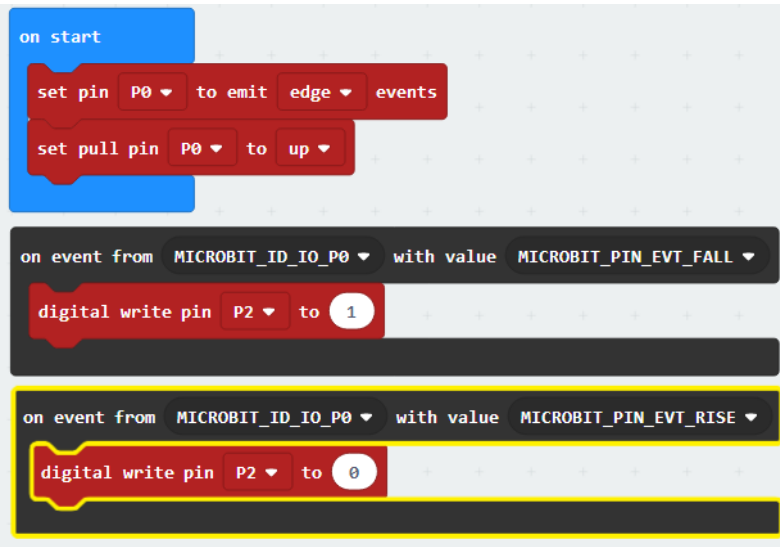 on start
set pin P0 to emit edge events
set pull pin P0 to up
on event from MICROBIT_ID_IO_P0 with value MICROBIT_PIN_EVT_FALL
digital write pin P2 to 1
on event from MICROBIT_ID_IO_P0 with value MICROBIT_PIN_EVT_RISE
digital write pin P2 to 0